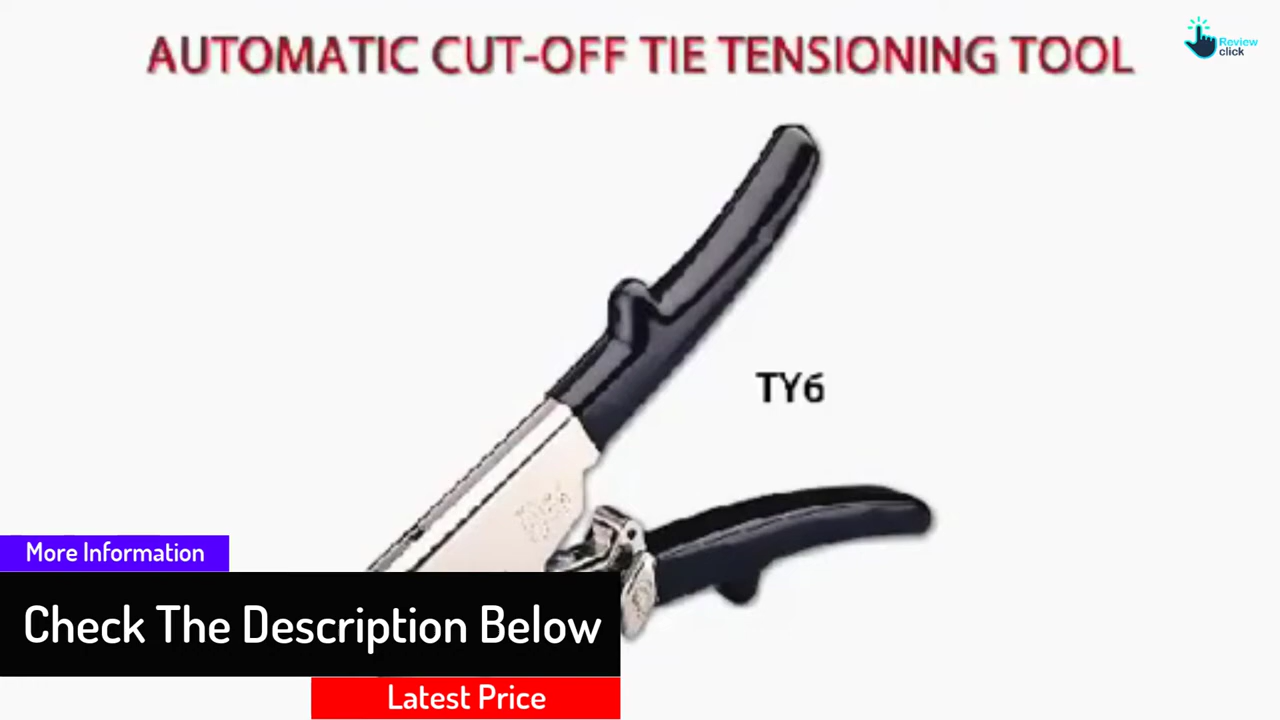 AUTOMATIC CUT-OFF TIE TENSIONING TOOL
Review
click
TY6
More Information
Check The Description Below
Latest Price